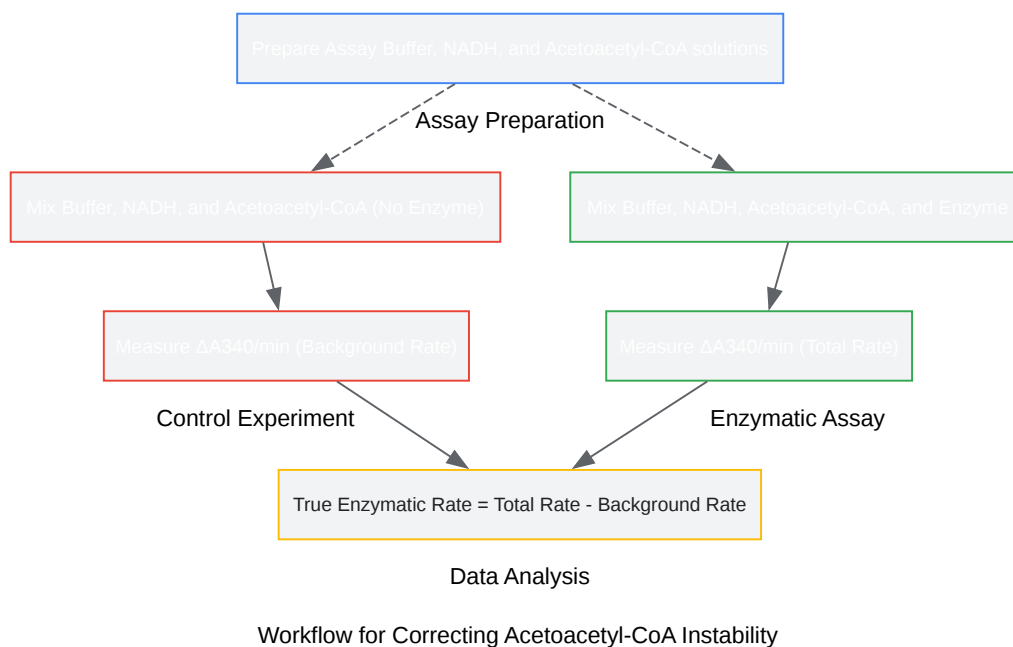 Prepare Assay Buffer, NADH, and Acetoacetyl-CoA solutions
Assay Preparation
Mix Buffer, NADH, and Acetoacetyl-CoA (No Enzyme)
Mix Buffer, NADH, Acetoacetyl-CoA, and Enzyme
Measure ΔA340/min (Background Rate)
Measure ΔA340/min (Total Rate)
Control Experiment
Enzymatic Assay
True Enzymatic Rate = Total Rate - Background Rate
Data Analysis
Workflow for Correcting Acetoacetyl-CoA Instability